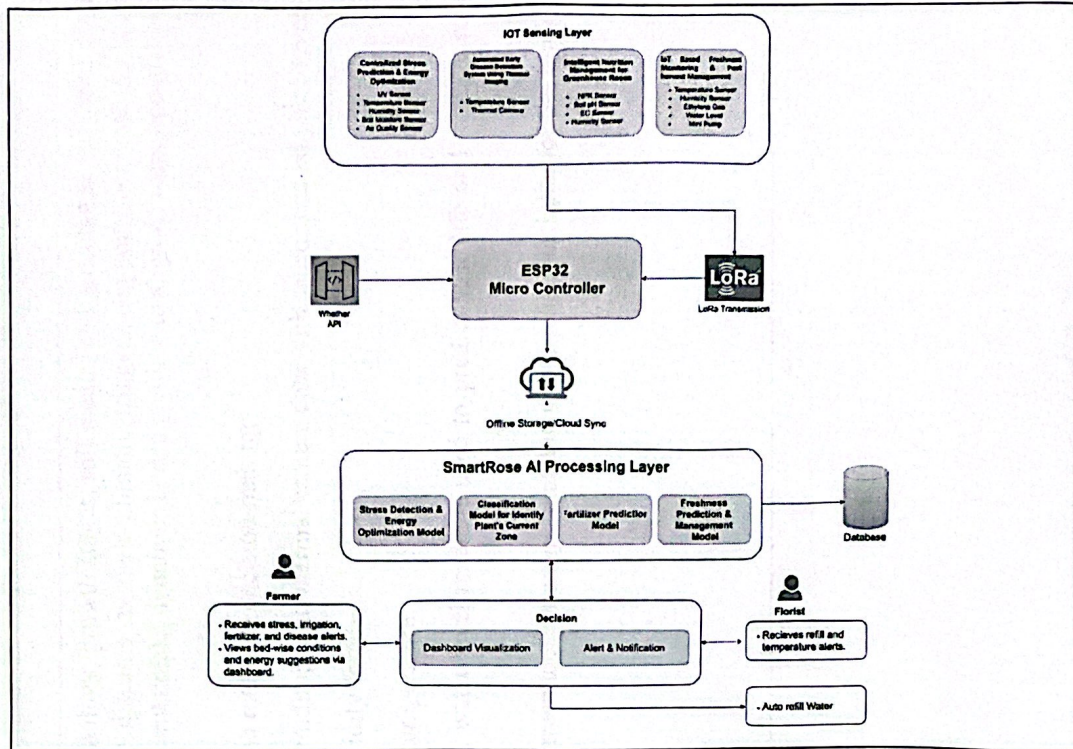 IOT Sensing Layer
Centralized Stress
Prediction & Energy
Optimization
UV Sensor
• Temperature Sensor
• Humidity Sensor
• Soil Moisture Sensor
• Air Quality Sensor
Automated Early
Disease Detection
System Using Thermal
Imaging
• Temperature Sensor
• Thermal Camera
Intelligent Nutrition
Management for
Greenhouse Roses
• NPK Sensor
• Soil pH Sensor
• EC Sensor
• Humidity Sensor
IoT Based Freshness
Monitoring & Post
Harvest Management
• Temperature Sensor
• Humidity Sensor
• Ethylene Gas
• Water Level
• Mini Pump
ESP32
Micro Controller
Whether
API
LoRa
LoRa Transmission
Offline Storage/Cloud Sync
SmartRose AI Processing Layer
Stress Detection &
Energy
Optimization Model
Classification
Model for Identify
Plant's Current
Zone
Fertilizer Prediction
Model
Freshness
Prediction &
Management
Model
Database
Farmer
• Receives stress, irrigation,
fertilizer, and disease alerts.
• Views bed-wise conditions
and energy suggestions via
dashboard.
Decision
Dashboard Visualization
Alert & Notification
Florist
• Recieves refill and
temperature alerts.
• Auto refill Water